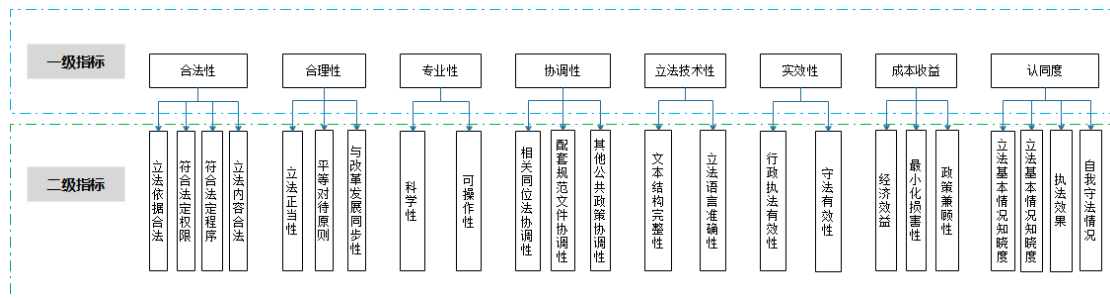 一级指标
合法性
合理性
专业性
协调性
立法技术性
实效性
成本收益
认同度
二级指标
立法依据合法
符合法定权限
符合法定程序
立法内容合法
立法正当性
平等对待原则
与改革发展同步性
科学性
可操作性
相关同位法协调性
配套规范文件协调性
其他公共政策协调性
文本结构完整性
立法语言准确性
行政执法有效性
守法有效性
经济效益
最小化损害性
政策兼顾性
立法基本情况知晓度
立法基本情况知晓度
执法效果
自我守法情况